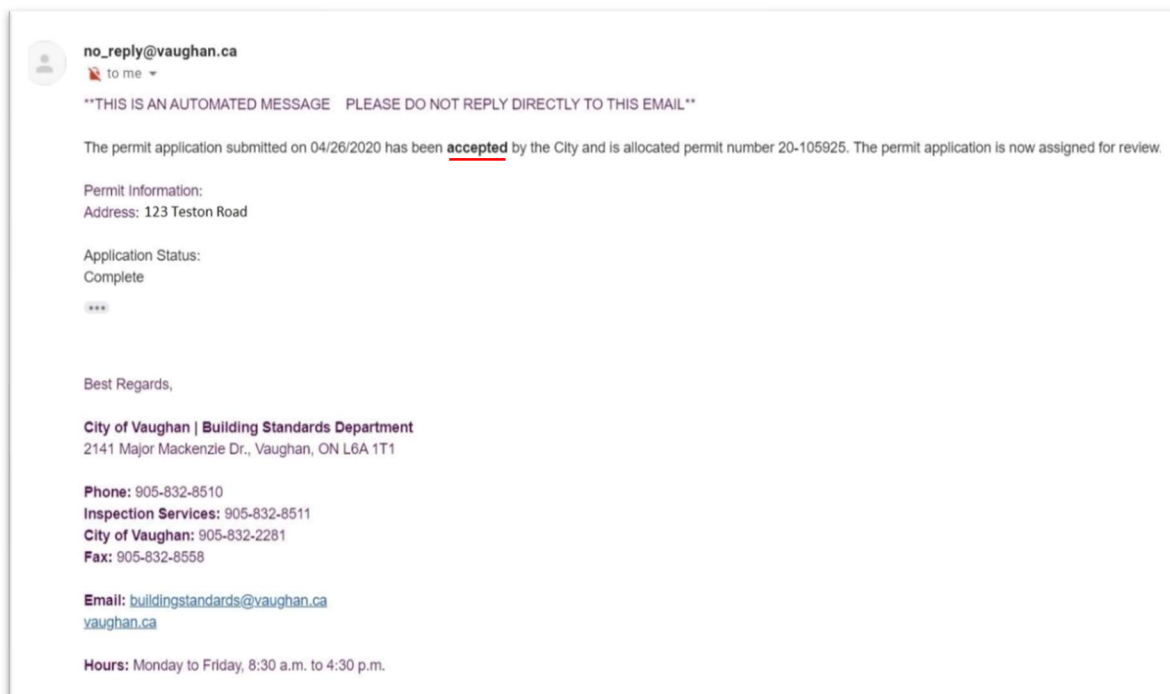 no_reply@vaughan.ca
to me
**THIS IS AN AUTOMATED MESSAGE PLEASE DO NOT REPLY DIRECTLY TO THIS EMAIL**
The permit application submitted on 04/26/2020 has been accepted by the City and is allocated permit number 20-105925. The permit application is now assigned for review.
Permit Information:
Address: 123 Teston Road
Application Status:
Complete
Best Regards,
City of Vaughan | Building Standards Department
2141 Major Mackenzie Dr., Vaughan, ON L6A 1T1
Phone: 905-832-8510
Inspection Services: 905-832-8511
City of Vaughan: 905-832-2281
Fax: 905-832-8558
Email: buildingstandards@vaughan.ca
vaughan.ca
Hours: Monday to Friday, 8:30 a.m. to 4:30 p.m.